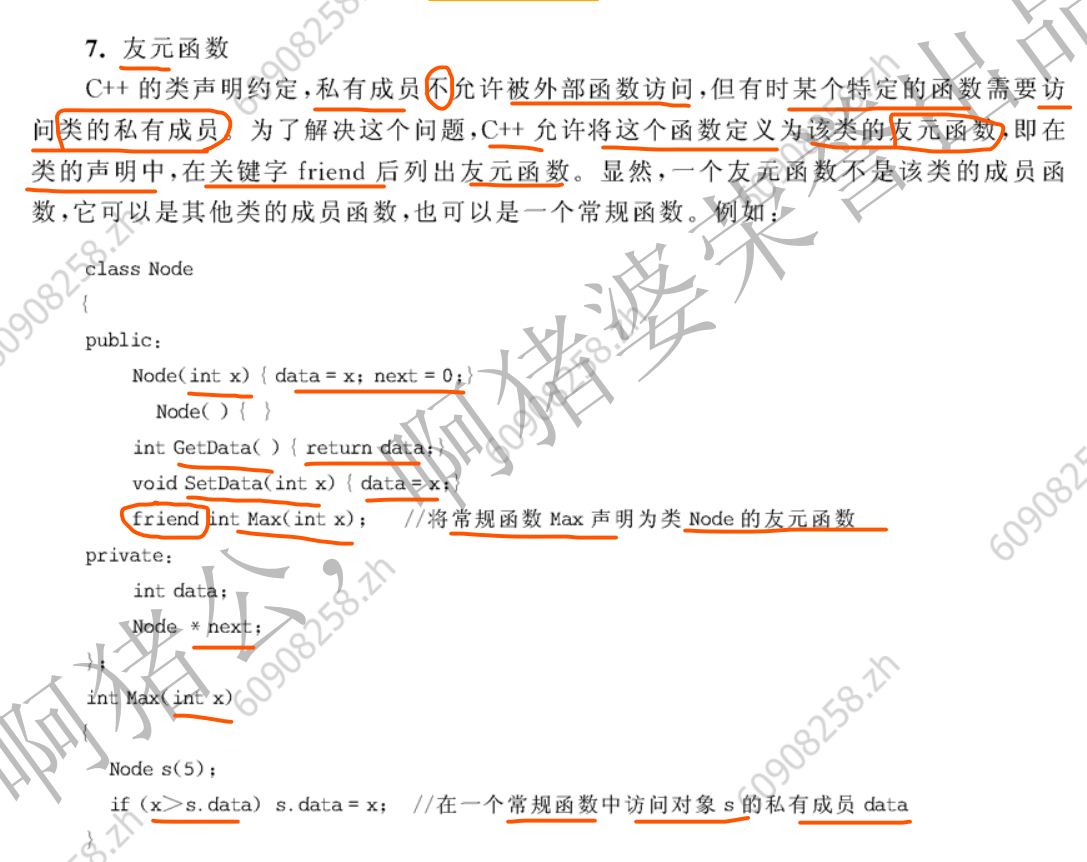 7. 友元函数
C++ 的类声明约定,私有成员不允许被外部函数访问,但有时某个特定的函数需要访
问类的私有成员。为了解决这个问题,C++ 允许将这个函数定义为该类的友元函数,即在
类的声明中,在关键字 friend 后列出友元函数。显然,一个友元函数不是该类的成员函
数,它可以是其他类的成员函数,也可以是一个常规函数。例如:
class Node
{
public:
Node(int x) { data = x; next = 0;}
Node( ) { }
int GetData( ) { return data;}
void SetData(int x) { data = x;}
friend int Max(int x); //将常规函数 Max 声明为类 Node 的友元函数
private:
int data;
Node * next;
};
int Max(int x)
{
Node s(5);
if (x>s.data) s.data = x; //在一个常规函数中访问对象 s 的私有成员 data
}
啊猪公,啊猪婆荣誉出品
60908258.zh
60908258.zh
60908258.zh
60908258.zh
60908258.zh
60908258.zh